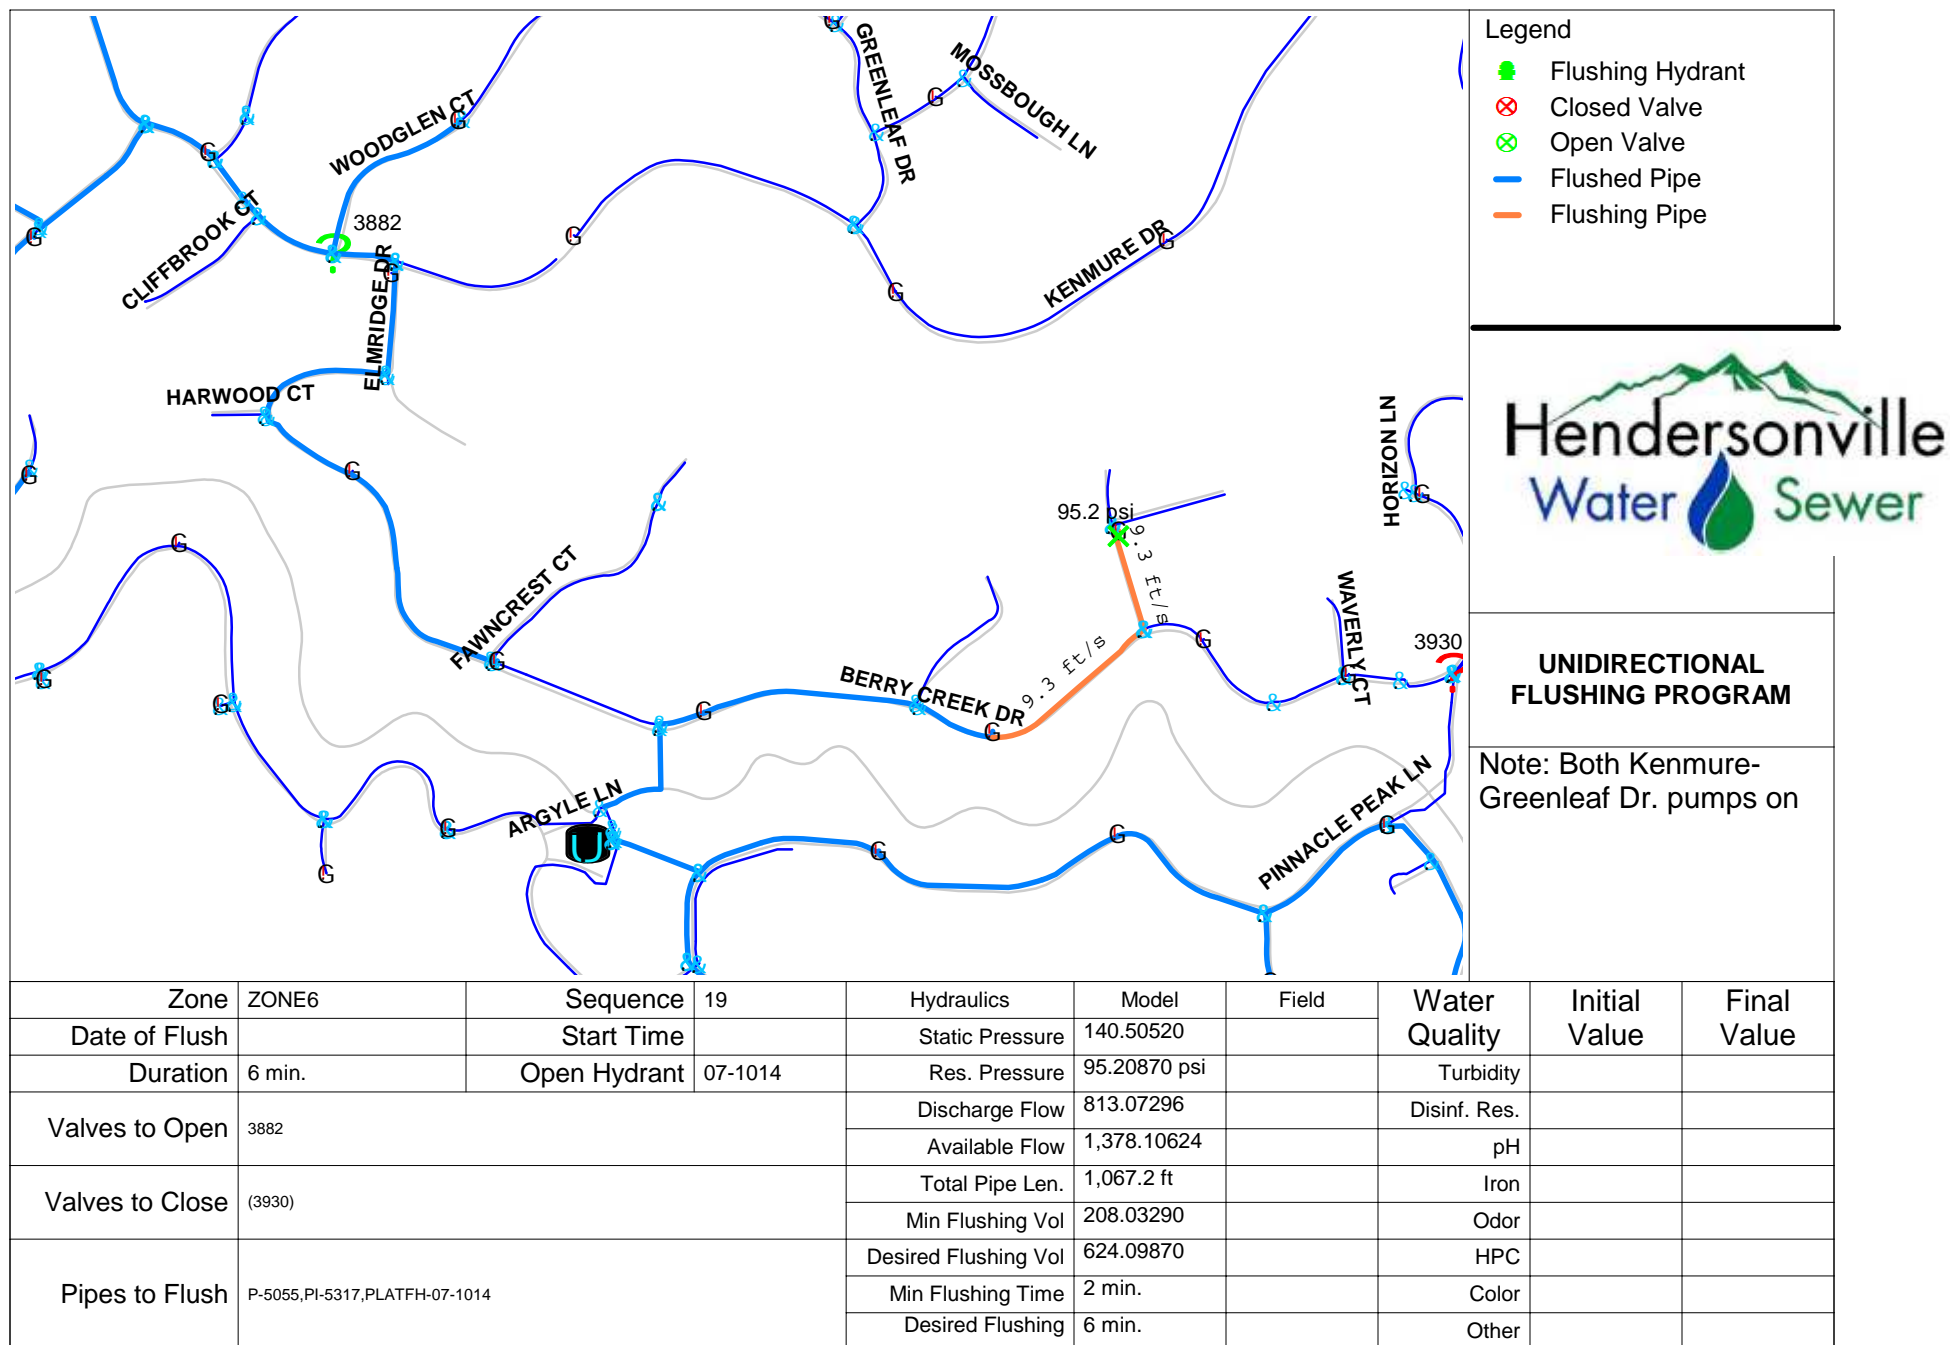 Legend
Flushing Hydrant
Closed Valve
Open Valve
Flushed Pipe
Flushing Pipe
GREENLEAF DR
MOSSBOUGH LN
WOODGLEN CT
CLIFFBROOK CT
3882
ELMRIDGE DR
KENMURE DR
HARWOOD CT
HORIZON LN
95.2 psi
9.3 ft/s
FAWNCREST CT
WAVERLY CT
3930
BERRY CREEK DR
9.3 ft/s
ARGYLE LN
PINNACLE PEAK LN
Hendersonville
Water Sewer
UNIDIRECTIONAL
FLUSHING PROGRAM
Note: Both Kenmure-
Greenleaf Dr. pumps on
Zone ZONE6 Sequence 19
Date of Flush Start Time
Duration 6 min. Open Hydrant 07-1014
Valves to Open 3882
Valves to Close (3930)
Pipes to Flush P-5055,PI-5317,PLATFH-07-1014
Hydraulics Model Field
Static Pressure 140.50520
Res. Pressure 95.20870 psi
Discharge Flow 813.07296
Available Flow 1,378.10624
Total Pipe Len. 1,067.2 ft
Min Flushing Vol 208.03290
Desired Flushing Vol 624.09870
Min Flushing Time 2 min.
Desired Flushing 6 min.
Water Quality Initial Value Final Value
Turbidity
Disinf. Res.
pH
Iron
Odor
HPC
Color
Other